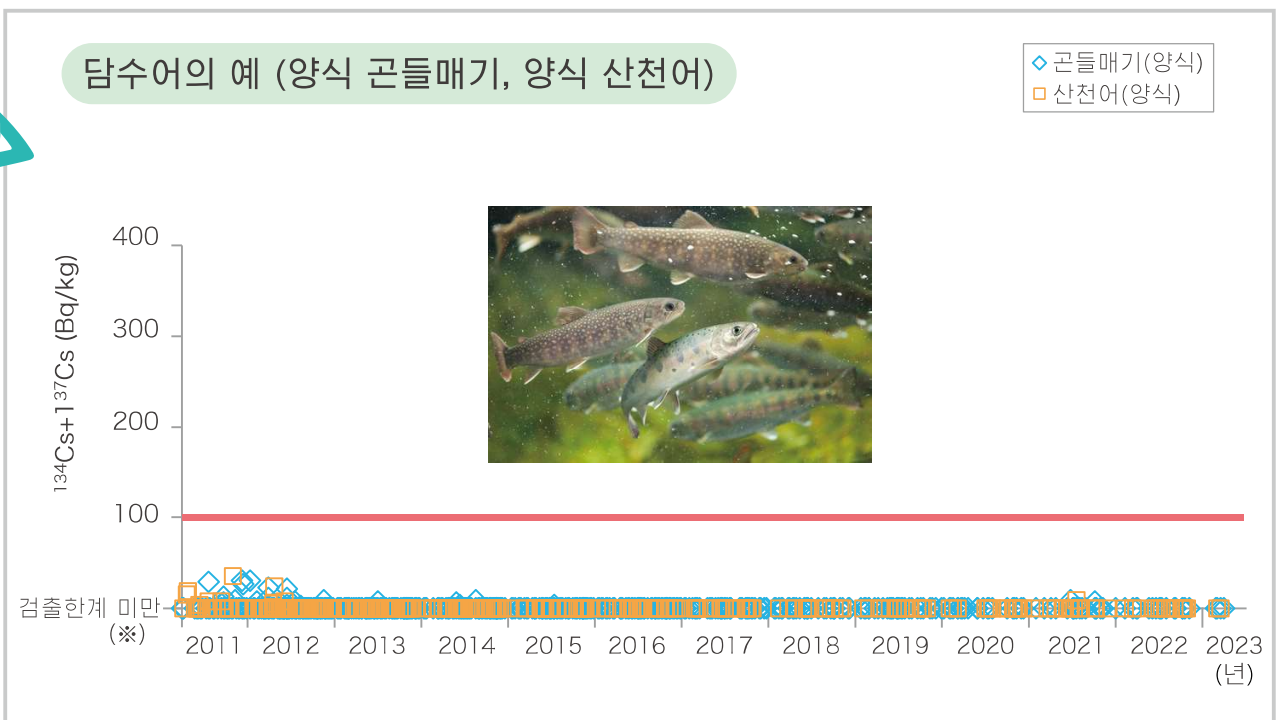 담수어의 예 (양식 곤들매기, 양식 산천어)
곤들매기(양식)
산천어(양식)
134Cs+137Cs (Bq/kg)
400
300
200
100
검출한계 미만
(※)
2011 2012 2013 2014 2015 2016 2017 2018 2019 2020 2021 2022 2023
(년)